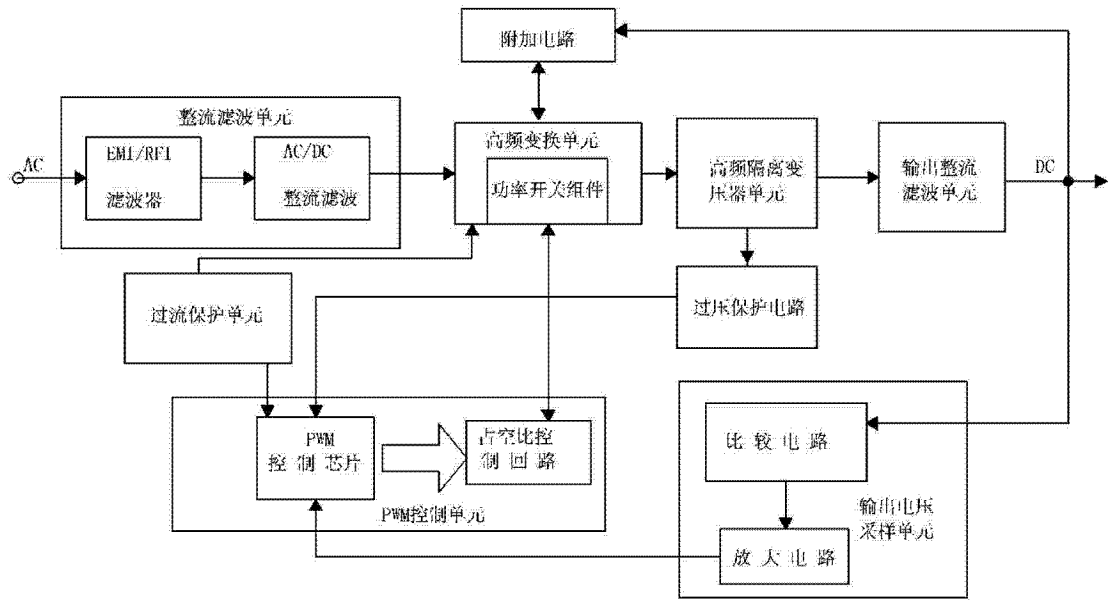 附加电路
整流滤波单元
高频变换单元
AC
EMI/RFI
滤波器
AC/DC
整流滤波
功率开关组件
高频隔离变
压器单元
输出整流
滤波单元
DC
过流保护单元
过压保护电路
PWM
控 制 芯片
占空比控
制 回 路
PWM控制单元
比 较 电 路
输出电压
采样单元
放 大 电 路